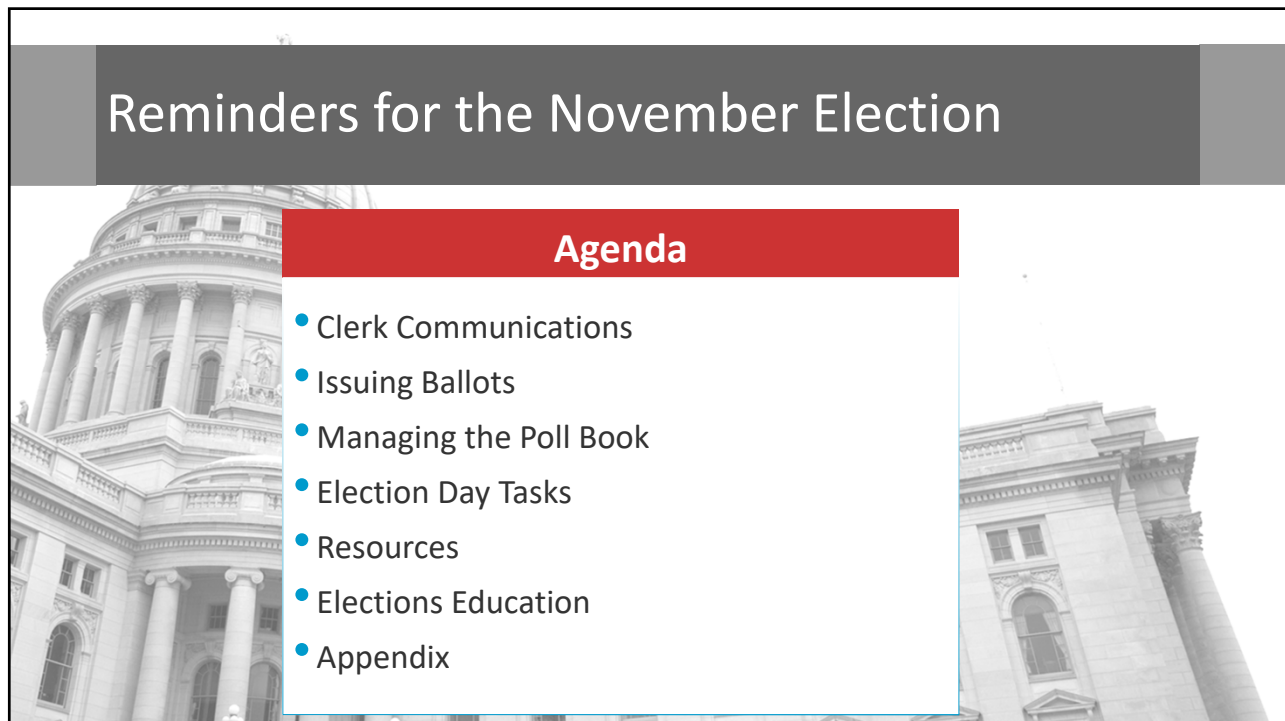 Reminders for the November Election
Agenda
• Clerk Communications
• Issuing Ballots
• Managing the Poll Book
• Election Day Tasks
• Resources
• Elections Education
• Appendix